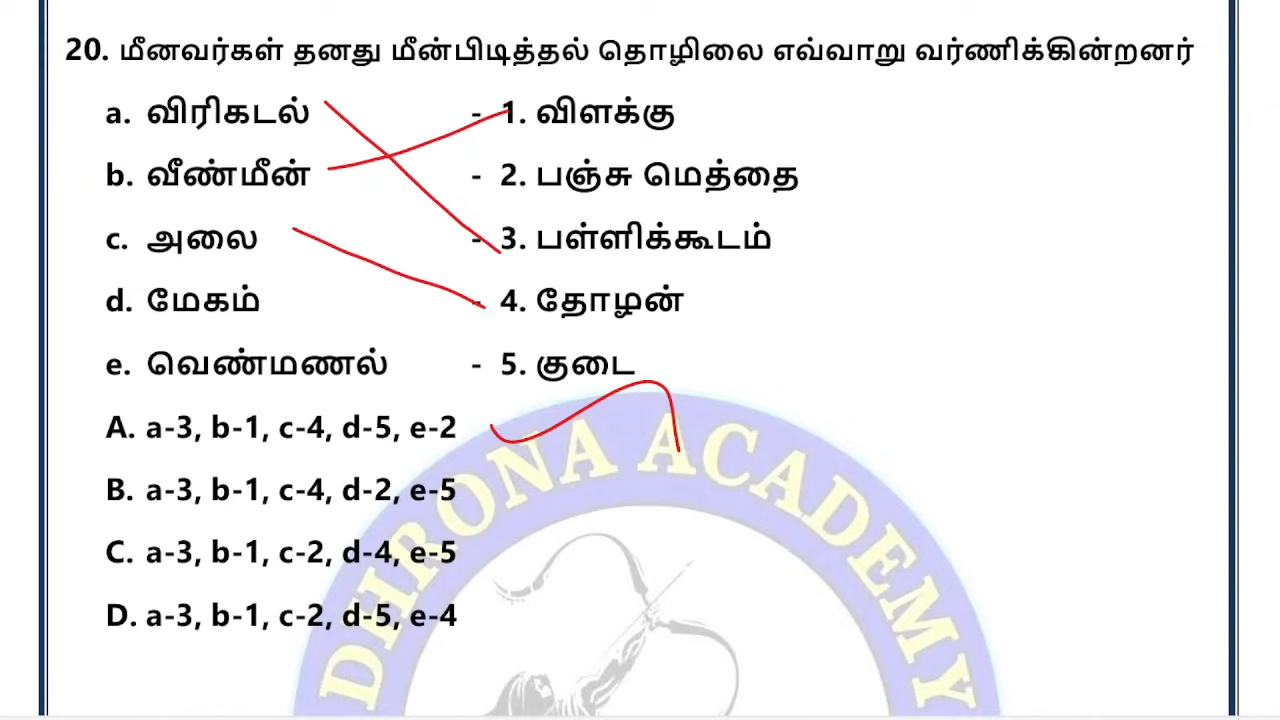 20. மீனவர்கள் தனது மீன்பிடித்தல் தொழிலை எவ்வாறு வர்ணிக்கின்றனர்
a. விரிகடல் - 1. விளக்கு
b. வீண்மீன் - 2. பஞ்சு மெத்தை
c. அலை - 3. பள்ளிக்கூடம்
d. மேகம் - 4. தோழன்
e. வெண்மணல் - 5. குடை
A. a-3, b-1, c-4, d-5, e-2
B. a-3, b-1, c-4, d-2, e-5
C. a-3, b-1, c-2, d-4, e-5
D. a-3, b-1, c-2, d-5, e-4
DHRONA ACADEMY